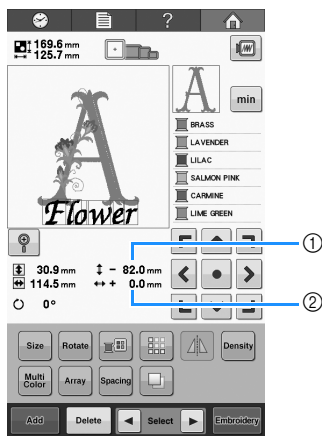 ?
169.6 mm
125.7 mm
A
A
min
BRASS
LAVENDER
LILAC
SALMON PINK
CARMINE
LIME GREEN
Flower
30.9 mm - 82.0 mm
114.5 mm + 0.0 mm
0°
①
②
Size Rotate Density
Multi Color Array Spacing
Add Delete Select Embroidery